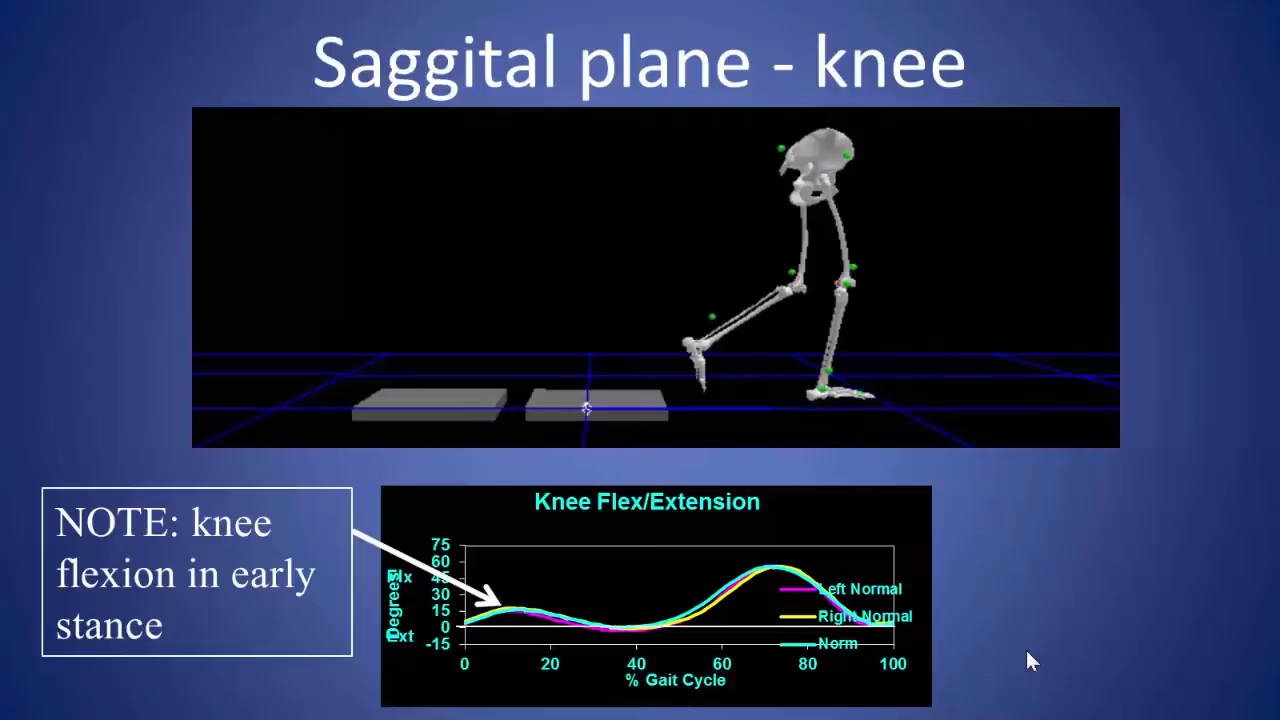 Saggital plane - knee
NOTE: knee
flexion in early
stance
Knee Flex/Extension
75
60
45
30
15
0
-15
Flx
Degrees
Ext
Left Normal
Right Normal
Norm
0 20 40 60 80 100
% Gait Cycle